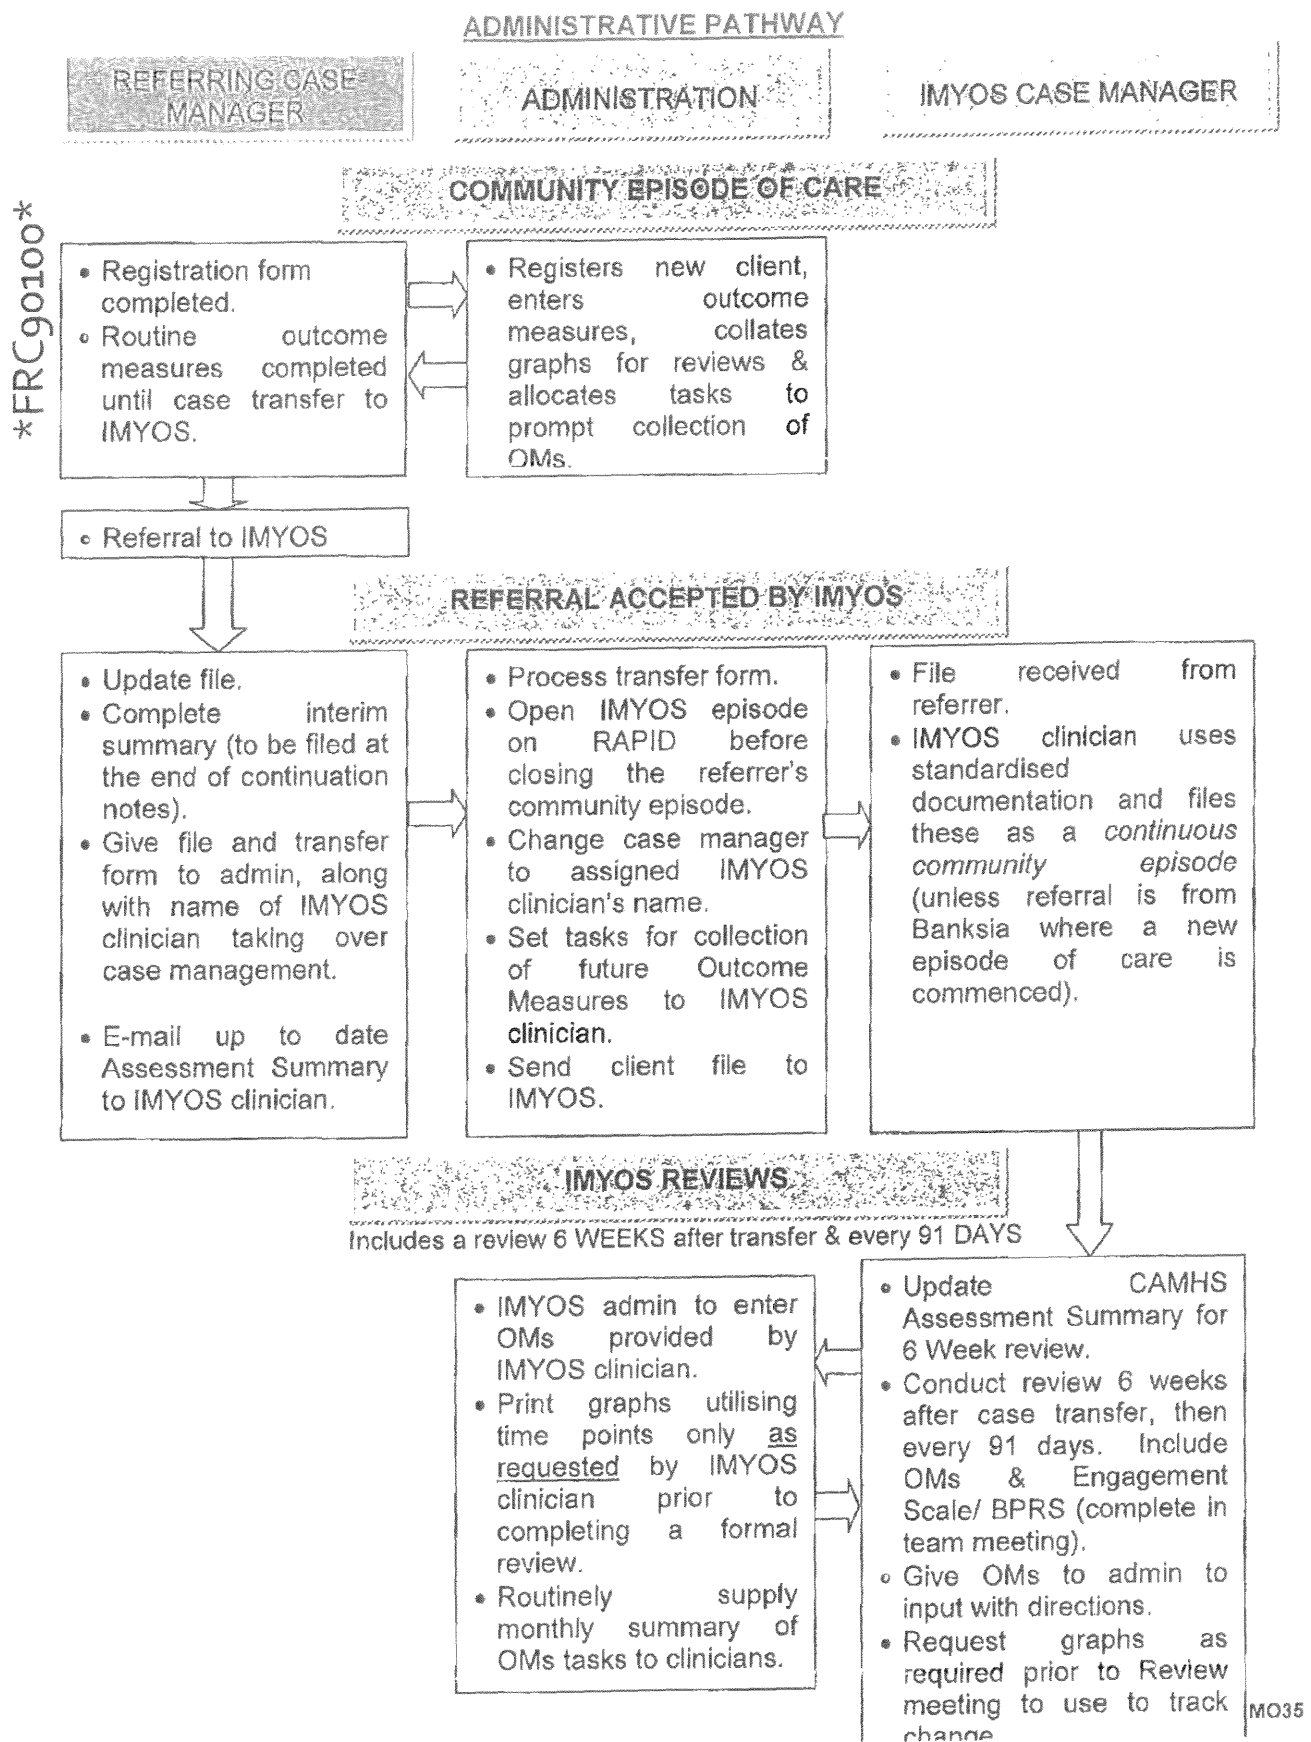 ADMINISTRATIVE PATHWAY
REFERRING CASE
MANAGER
ADMINISTRATION
IMYOS CASE MANAGER
COMMUNITY EPISODE OF CARE
*FRC90100*
• Registration form
completed.
• Routine outcome
measures completed
until case transfer to
IMYOS.
• Registers new client,
enters outcome
measures, collates
graphs for reviews &
allocates tasks to
prompt collection of
OMs.
• Referral to IMYOS
REFERRAL ACCEPTED BY IMYOS
• Update file.
• Complete interim
summary (to be filed at
the end of continuation
notes).
• Give file and transfer
form to admin, along
with name of IMYOS
clinician taking over
case management.
• E-mail up to date
Assessment Summary
to IMYOS clinician.
• Process transfer form.
• Open IMYOS episode
on RAPID before
closing the referrer's
community episode.
• Change case manager
to assigned IMYOS
clinician's name.
• Set tasks for collection
of future Outcome
Measures to IMYOS
clinician.
• Send client file to
IMYOS.
• File received from
referrer.
• IMYOS clinician uses
standardised
documentation and files
these as a continuous
community episode
(unless referral is from
Banksia where a new
episode of care is
commenced).
IMYOS REVIEWS
Includes a review 6 WEEKS after transfer & every 91 DAYS
• IMYOS admin to enter
OMs provided by
IMYOS clinician.
• Print graphs utilising
time points only as
requested by IMYOS
clinician prior to
completing a formal
review.
• Routinely supply
monthly summary of
OMs tasks to clinicians.
• Update CAMHS
Assessment Summary for
6 Week review.
• Conduct review 6 weeks
after case transfer, then
every 91 days. Include
OMs & Engagement
Scale/ BPRS (complete in
team meeting).
• Give OMs to admin to
input with directions.
• Request graphs as
required prior to Review
meeting to use to track
change
MO35